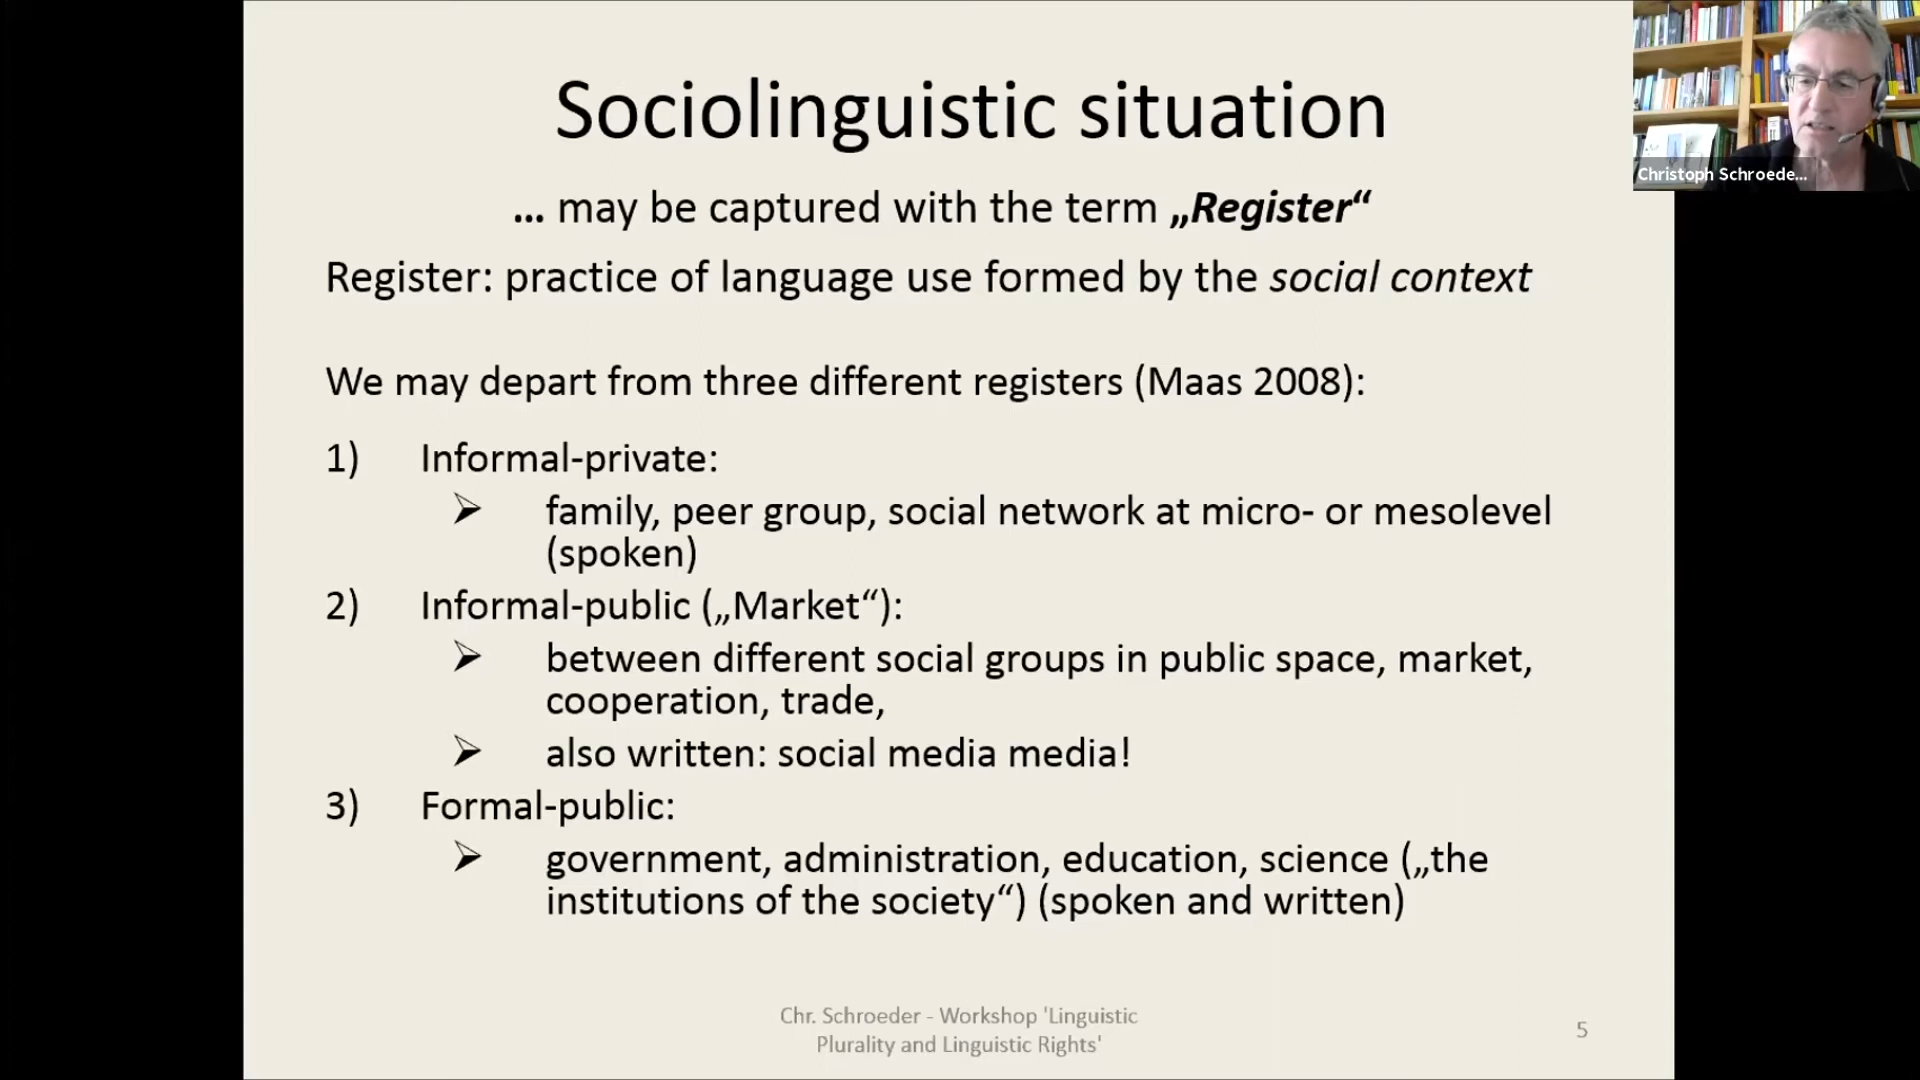 Sociolinguistic situation
... may be captured with the term „Register“
Register: practice of language use formed by the social context
We may depart from three different registers (Maas 2008):
1) Informal-private:
➢ family, peer group, social network at micro- or mesolevel
(spoken)
2) Informal-public („Market“):
➢ between different social groups in public space, market,
cooperation, trade,
➢ also written: social media media!
3) Formal-public:
➢ government, administration, education, science („the
institutions of the society“) (spoken and written)
Chr. Schroeder - Workshop 'Linguistic
Plurality and Linguistic Rights'
5
Christoph Schroede...